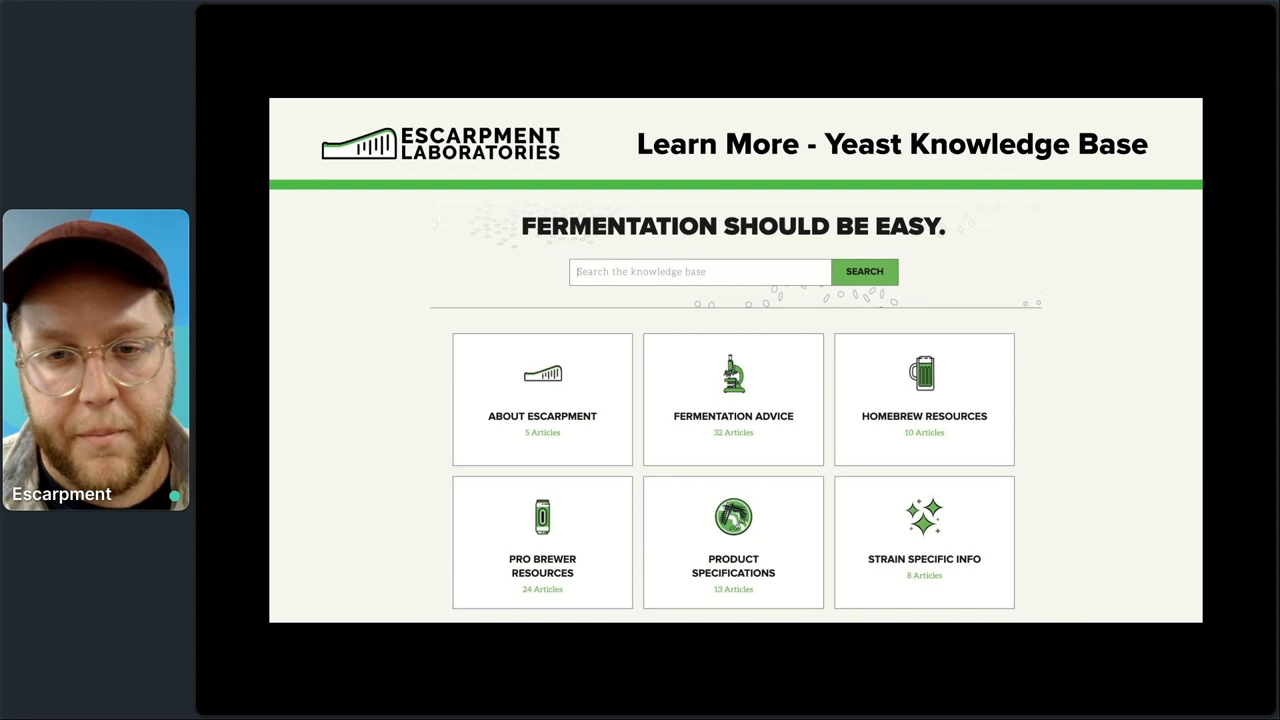 ESCARPMENT
LABORATORIES
Learn More - Yeast Knowledge Base
FERMENTATION SHOULD BE EASY.
Search the knowledge base
SEARCH
ABOUT ESCARPMENT
5 Articles
FERMENTATION ADVICE
32 Articles
HOMEBREW RESOURCES
10 Articles
PRO BREWER
RESOURCES
24 Articles
PRODUCT
SPECIFICATIONS
13 Articles
STRAIN SPECIFIC INFO
8 Articles
Escarpment